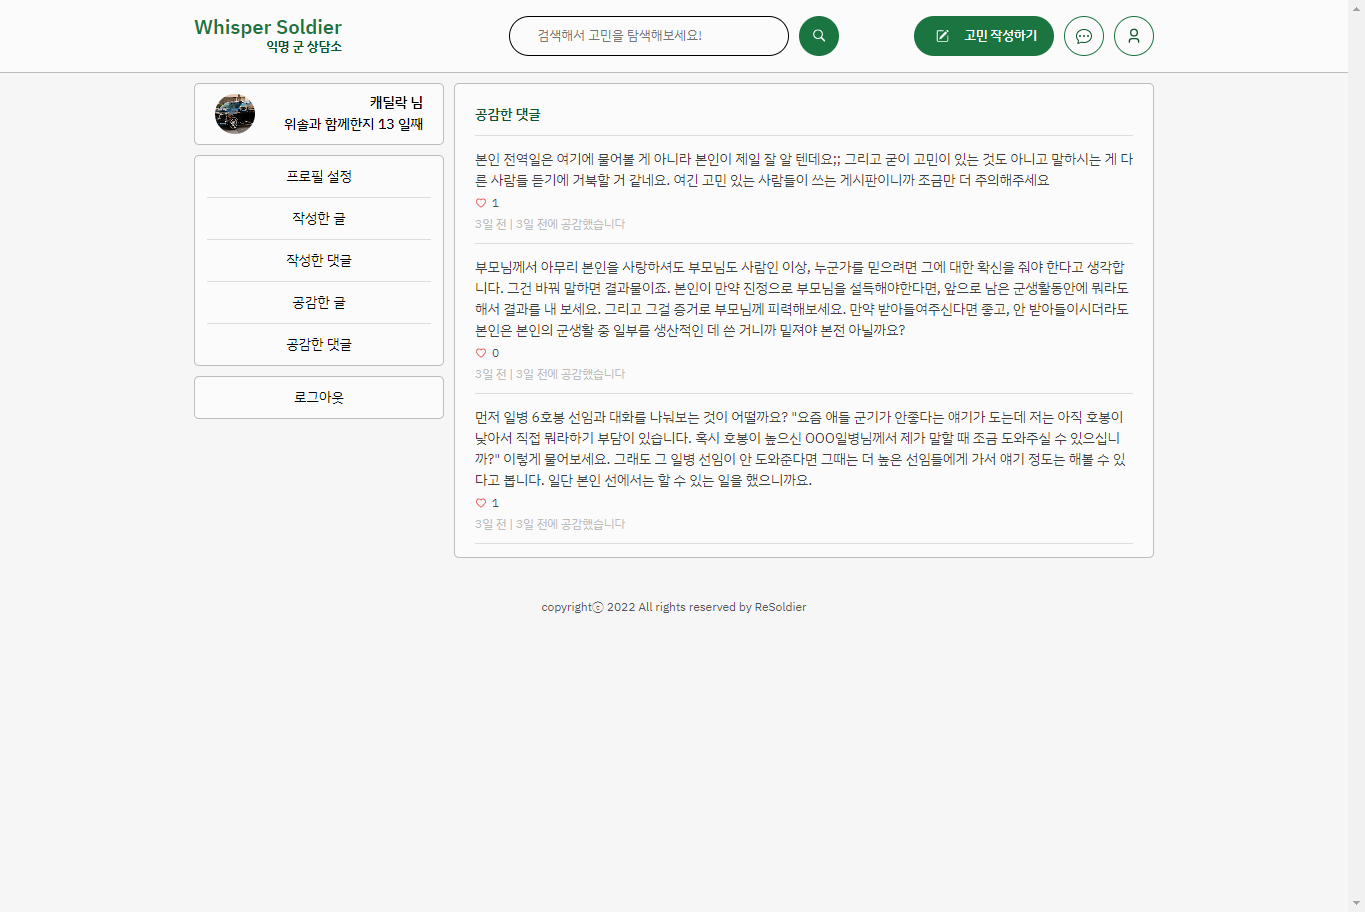 Whisper Soldier
익명 군 상담소
검색해서 고민을 탐색해보세요!
고민 작성하기
캐딜락 님
위솔과 함께한지 13 일째
프로필 설정
작성한 글
작성한 댓글
공감한 글
공감한 댓글
로그아웃
공감한 댓글
본인 전역일은 여기에 물어볼 게 아니라 본인이 제일 잘 알 텐데요;; 그리고 굳이 고민이 있는 것도 아니고 말하시는 게 다
른 사람들 듣기에 거북할 거 같네요. 여긴 고민 있는 사람들이 쓰는 게시판이니까 조금만 더 주의해주세요
1
3일 전 | 3일 전에 공감했습니다
부모님께서 아무리 본인을 사랑하셔도 부모님도 사람인 이상, 누군가를 믿으려면 그에 대한 확신을 줘야 한다고 생각합
니다. 그건 바꿔 말하면 결과물이죠. 본인이 만약 진정으로 부모님을 설득해야한다면, 앞으로 남은 군생활동안에 뭐라도
해서 결과를 내 보세요. 그리고 그걸 증거로 부모님께 피력해보세요. 만약 받아들여주신다면 좋고, 안 받아들이시더라도
본인은 본인의 군생활 중 일부를 생산적인 데 쓴 거니까 밑져야 본전 아닐까요?
0
3일 전 | 3일 전에 공감했습니다
먼저 일병 6호봉 선임과 대화를 나눠보는 것이 어떨까요? "요즘 애들 군기가 안좋다는 얘기가 도는데 저는 아직 호봉이
낮아서 직접 뭐라하기 부담이 있습니다. 혹시 호봉이 높으신 OOO일병님께서 제가 말할 때 조금 도와주실 수 있으십니
까?" 이렇게 물어보세요. 그래도 그 일병 선임이 안 도와준다면 그때는 더 높은 선임들에게 가서 얘기 정도는 해볼 수 있
다고 봅니다. 일단 본인 선에서는 할 수 있는 일을 했으니까요.
1
3일 전 | 3일 전에 공감했습니다
copyrightⓒ 2022 All rights reserved by ReSoldier